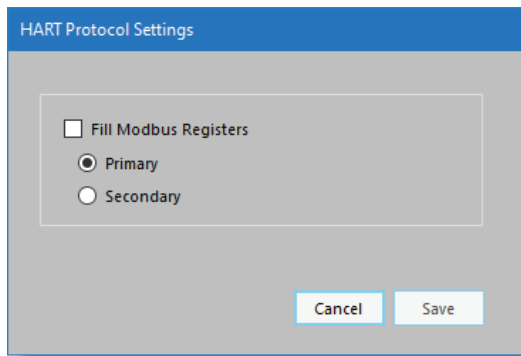 HART Protocol Settings
Fill Modbus Registers
Primary
Secondary
Cancel Save